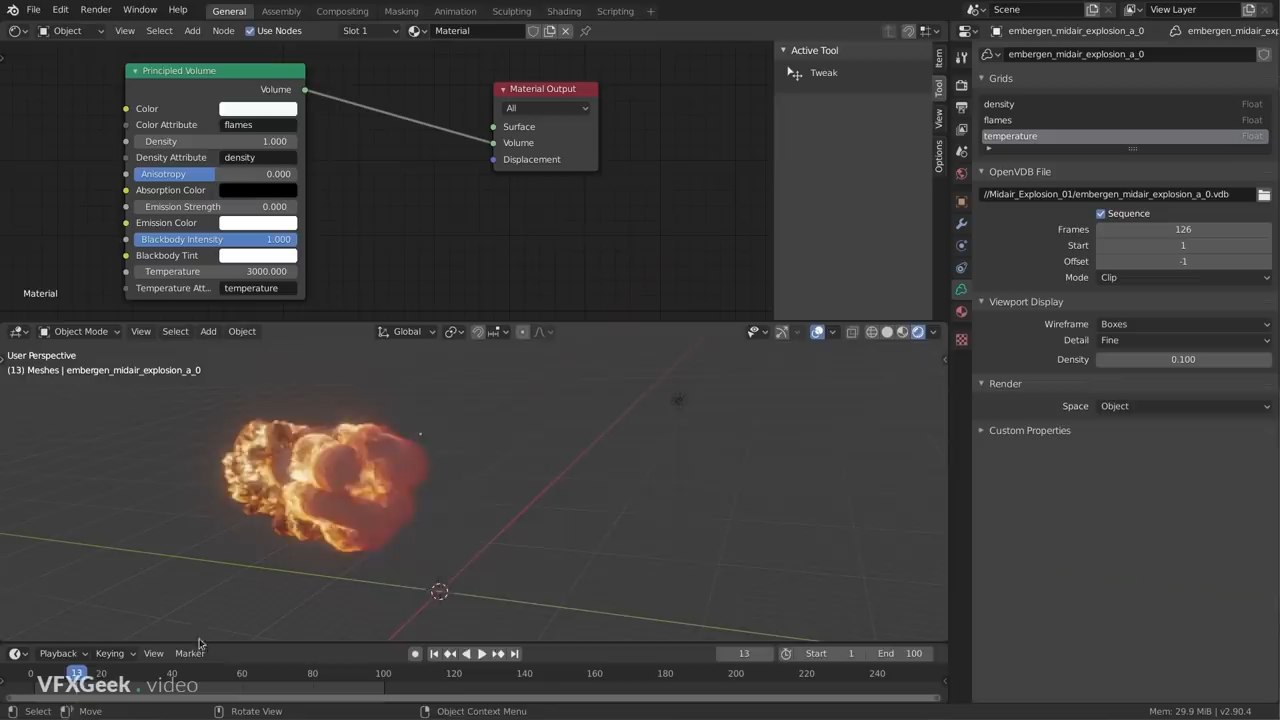 File Edit Render Window Help General Assembly Compositing Masking Animation Sculpting Shading Scripting + Scene View Layer
Object View Select Add Node Use Nodes Slot 1 Material
embergen_midair_explosion_a_0 embergen_midair_ex
Principled Volume
Volume
Color
Color Attribute flames
Density 1.000
Density Attribute density
Anisotropy 0.000
Absorption Color
Emission Strength 0.000
Emission Color
Blackbody Intensity 1.000
Blackbody Tint
Temperature 3000.000
Temperature Att.. temperature
Material
Material Output
All
Surface
Volume
Displacement
Active Tool
Tweak
Item
Tool
View
Options
embergen_midair_explosion_a_0
Grids
density Float
flames Float
temperature Float
OpenVDB File
//Midair_Explosion_01/embergen_midair_explosion_a_0.vdb
Sequence
Frames 126
Start 1
Offset -1
Mode Clip
Viewport Display
Wireframe Boxes
Detail Fine
Density 0.100
Render
Space Object
Custom Properties
Object Mode View Select Add Object Global
User Perspective
(13) Meshes | embergen_midair_explosion_a_0
Playback Keying View Marker 13 Start 1 End 100
0 13 40 60 80 100 120 140 160 180 200 220 240
VFXGeek . video
Select Move Rotate View Object Context Menu Mem: 29.9 MiB | v2.90.4